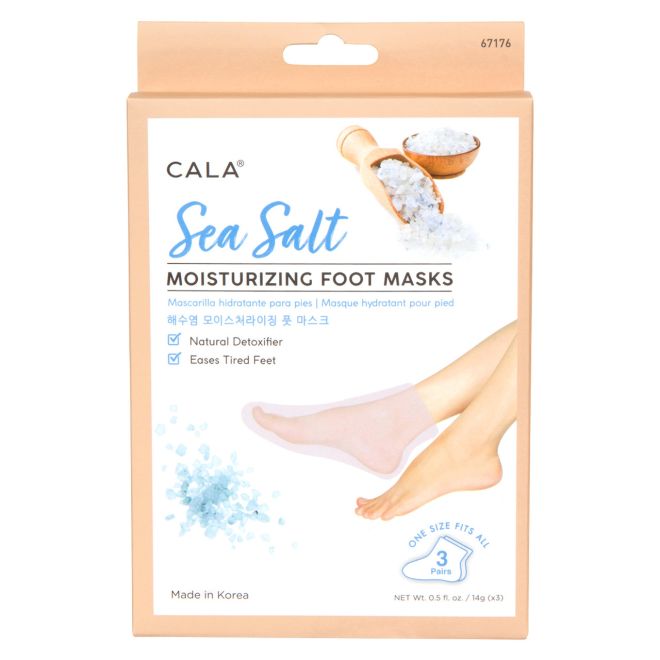 67176
CALA®
Sea Salt
MOISTURIZING FOOT MASKS
Mascarilla hidratante para pies | Masque hydratant pour pied
해수염 모이스처라이징 풋 마스크
Natural Detoxifier
Eases Tired Feet
ONE SIZE FITS ALL
3
Pairs
Made in Korea
NET Wt. 0.5 fl. oz. / 14g (x3)